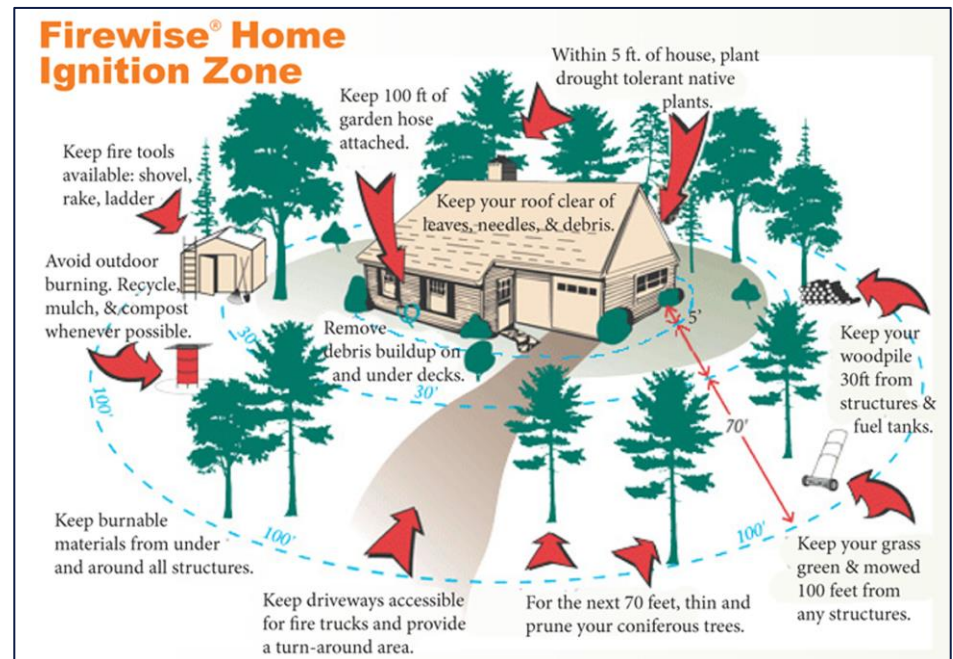 Firewise® Home
Ignition Zone
Within 5 ft. of house, plant
drought tolerant native
plants.
Keep 100 ft of
garden hose
attached.
Keep fire tools
available: shovel,
rake, ladder
Keep your roof clear of
leaves, needles, & debris.
Avoid outdoor
burning. Recycle,
mulch, & compost
whenever possible.
Remove
debris buildup on
and under decks.
5'
30'
30'
Keep your
woodpile
30ft from
structures &
fuel tanks.
100'
70'
100'
100'
Keep burnable
materials from under
and around all structures.
Keep driveways accessible
for fire trucks and provide
a turn-around area.
For the next 70 feet, thin and
prune your coniferous trees.
Keep your grass
green & mowed
100 feet from
any structures.